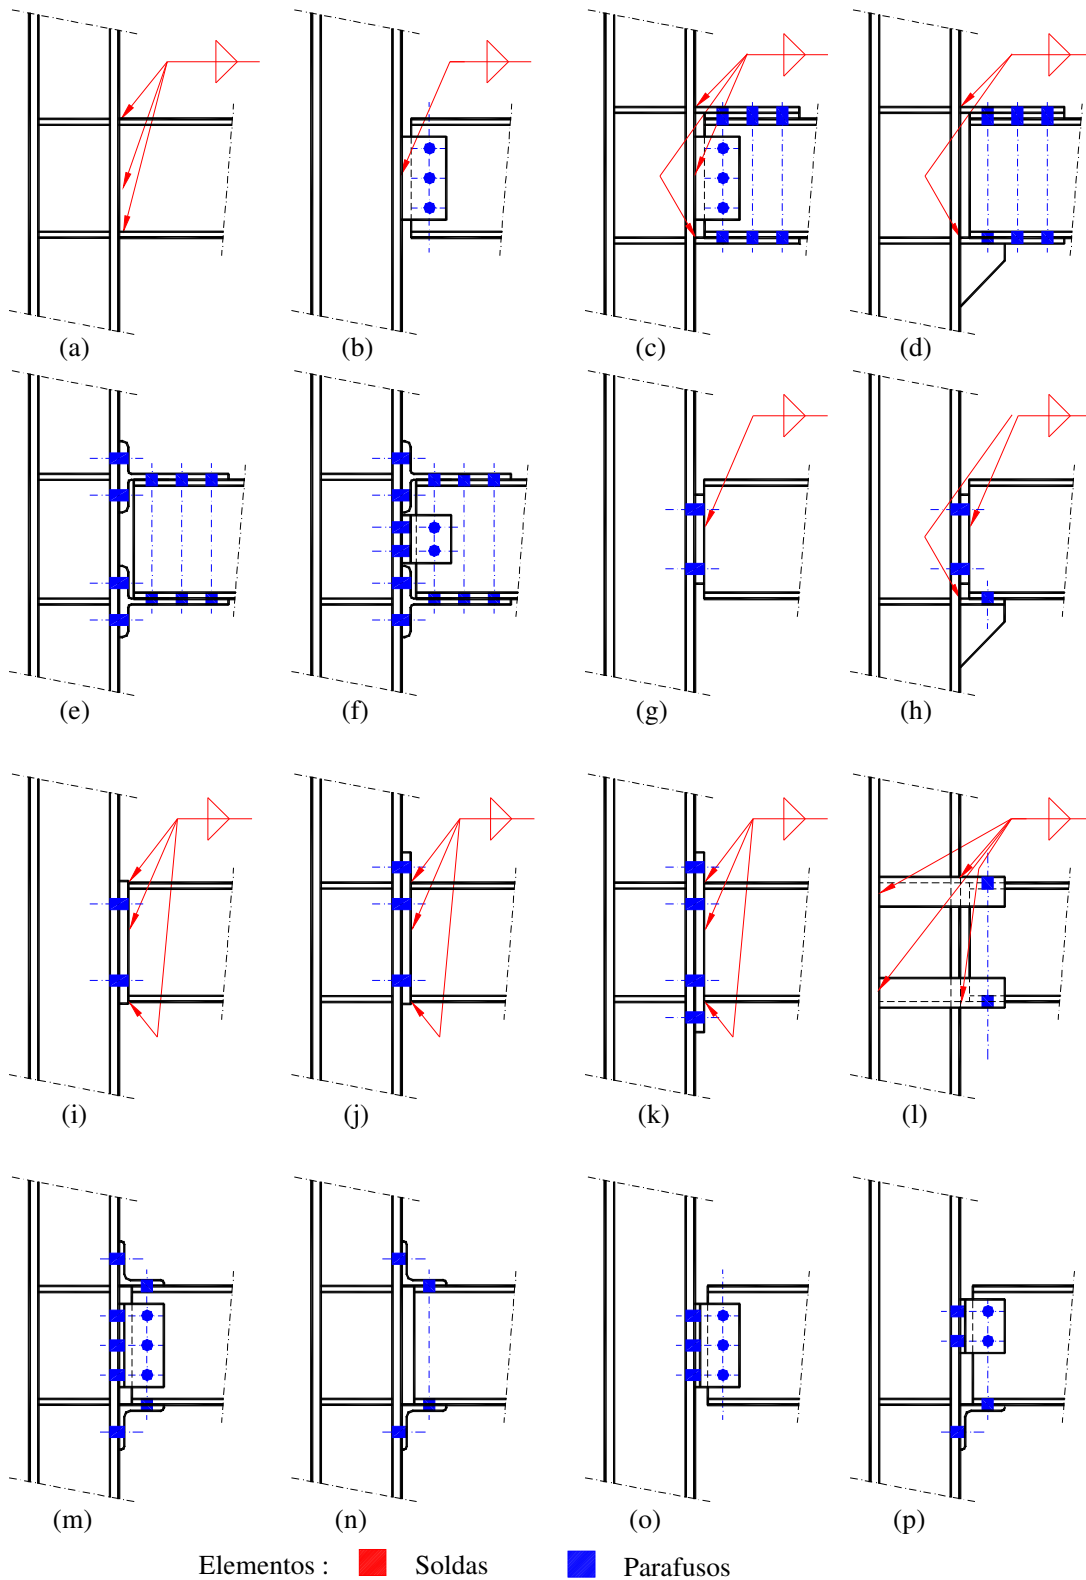 (a) (b) (c) (d)
(e) (f) (g) (h)
(i) (j) (k) (l)
(m) (n) (o) (p)
Elementos : Soldas Parafusos